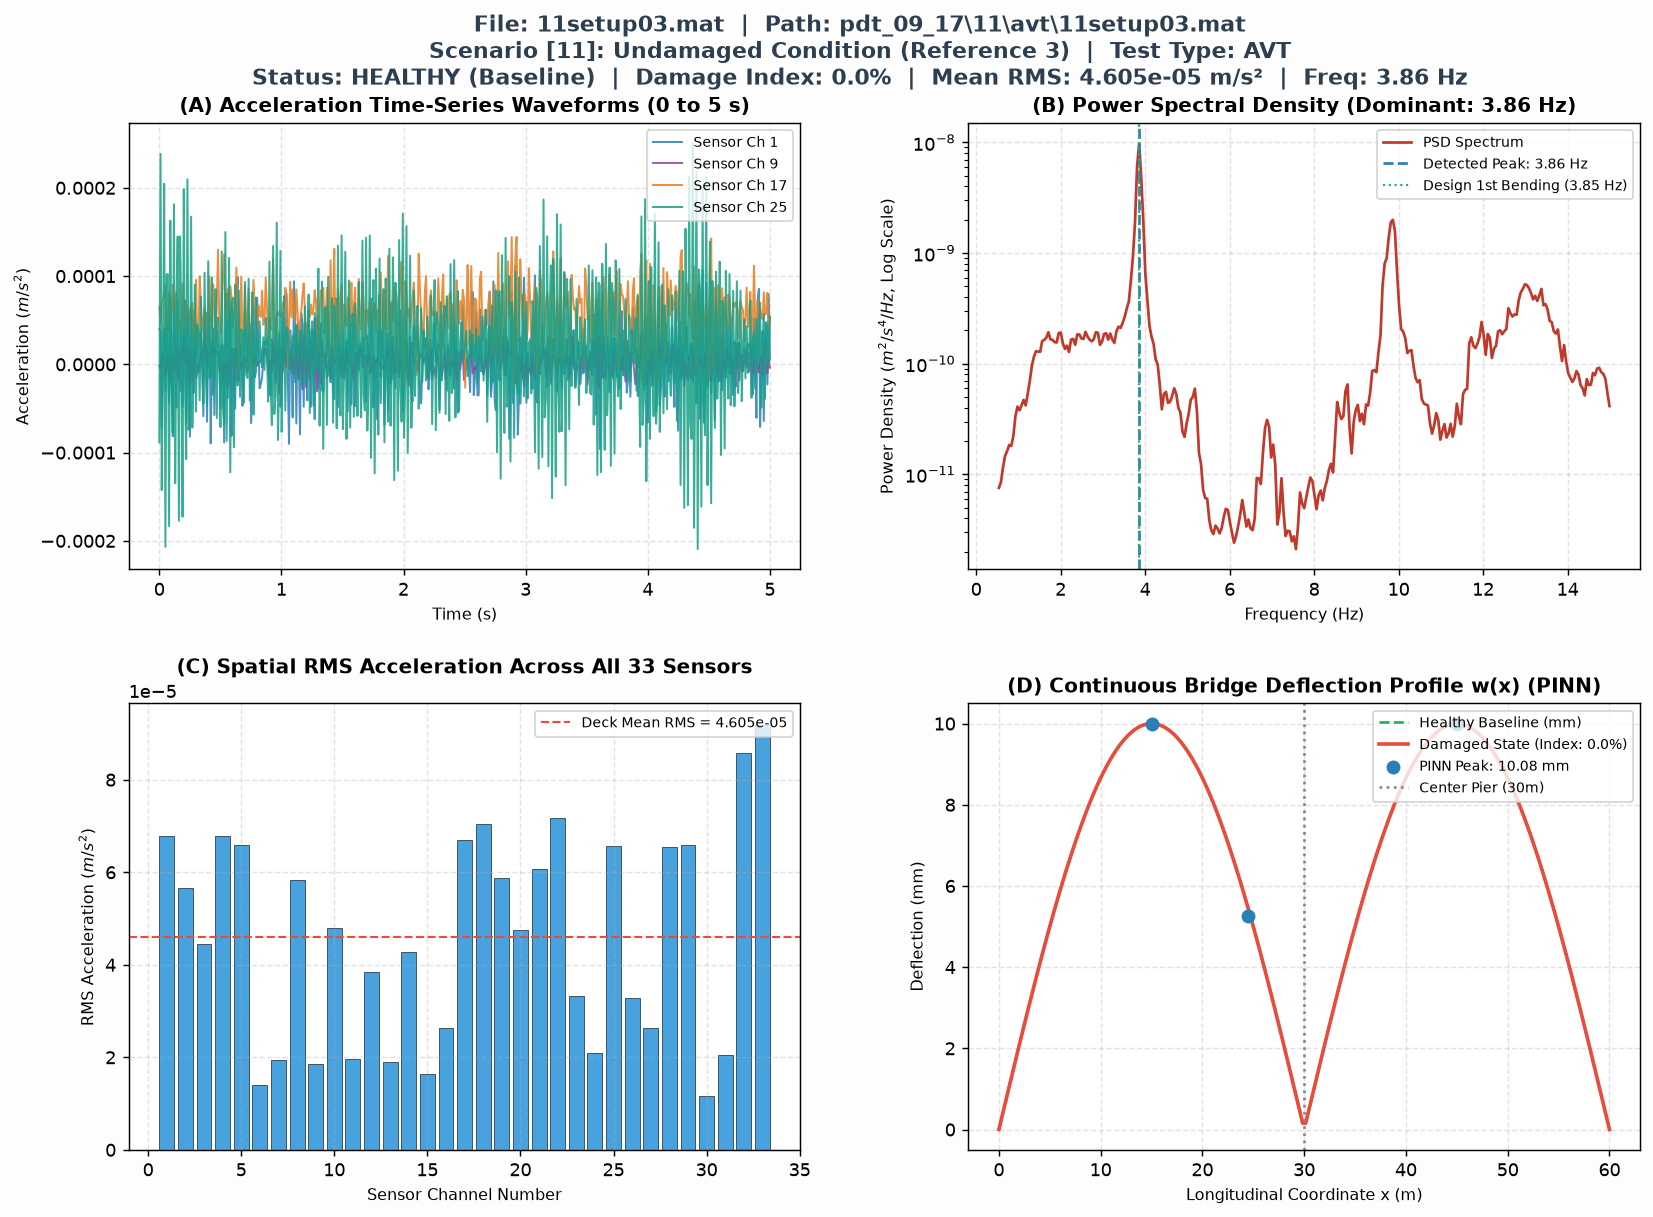 File: 11setup03.mat | Path: pdt_09_17\11\avt\11setup03.mat
Scenario [11]: Undamaged Condition (Reference 3) | Test Type: AVT
Status: HEALTHY (Baseline) | Damage Index: 0.0% | Mean RMS: 4.605e-05 m/s² | Freq: 3.86 Hz
(A) Acceleration Time-Series Waveforms (0 to 5 s)
Sensor Ch 1
Sensor Ch 9
Sensor Ch 17
Sensor Ch 25
0.0002
0.0001
0.0000
−0.0001
−0.0002
Acceleration (m/s²)
0 1 2 3 4 5
Time (s)
(B) Power Spectral Density (Dominant: 3.86 Hz)
PSD Spectrum
Detected Peak: 3.86 Hz
Design 1st Bending (3.85 Hz)
10⁻⁸
10⁻⁹
10⁻¹⁰
10⁻¹¹
Power Density (m²/s⁴/Hz, Log Scale)
0 2 4 6 8 10 12 14
Frequency (Hz)
(C) Spatial RMS Acceleration Across All 33 Sensors
1e−5
Deck Mean RMS = 4.605e-05
8
6
4
2
0
RMS Acceleration (m/s²)
0 5 10 15 20 25 30 35
Sensor Channel Number
(D) Continuous Bridge Deflection Profile w(x) (PINN)
Healthy Baseline (mm)
Damaged State (Index: 0.0%)
PINN Peak: 10.08 mm
Center Pier (30m)
10
8
6
4
2
0
Deflection (mm)
0 10 20 30 40 50 60
Longitudinal Coordinate x (m)